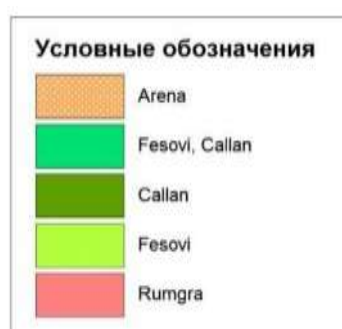 Условные обозначения
Arena
Fesovi, Callan
Callan
Fesovi
Rumgra